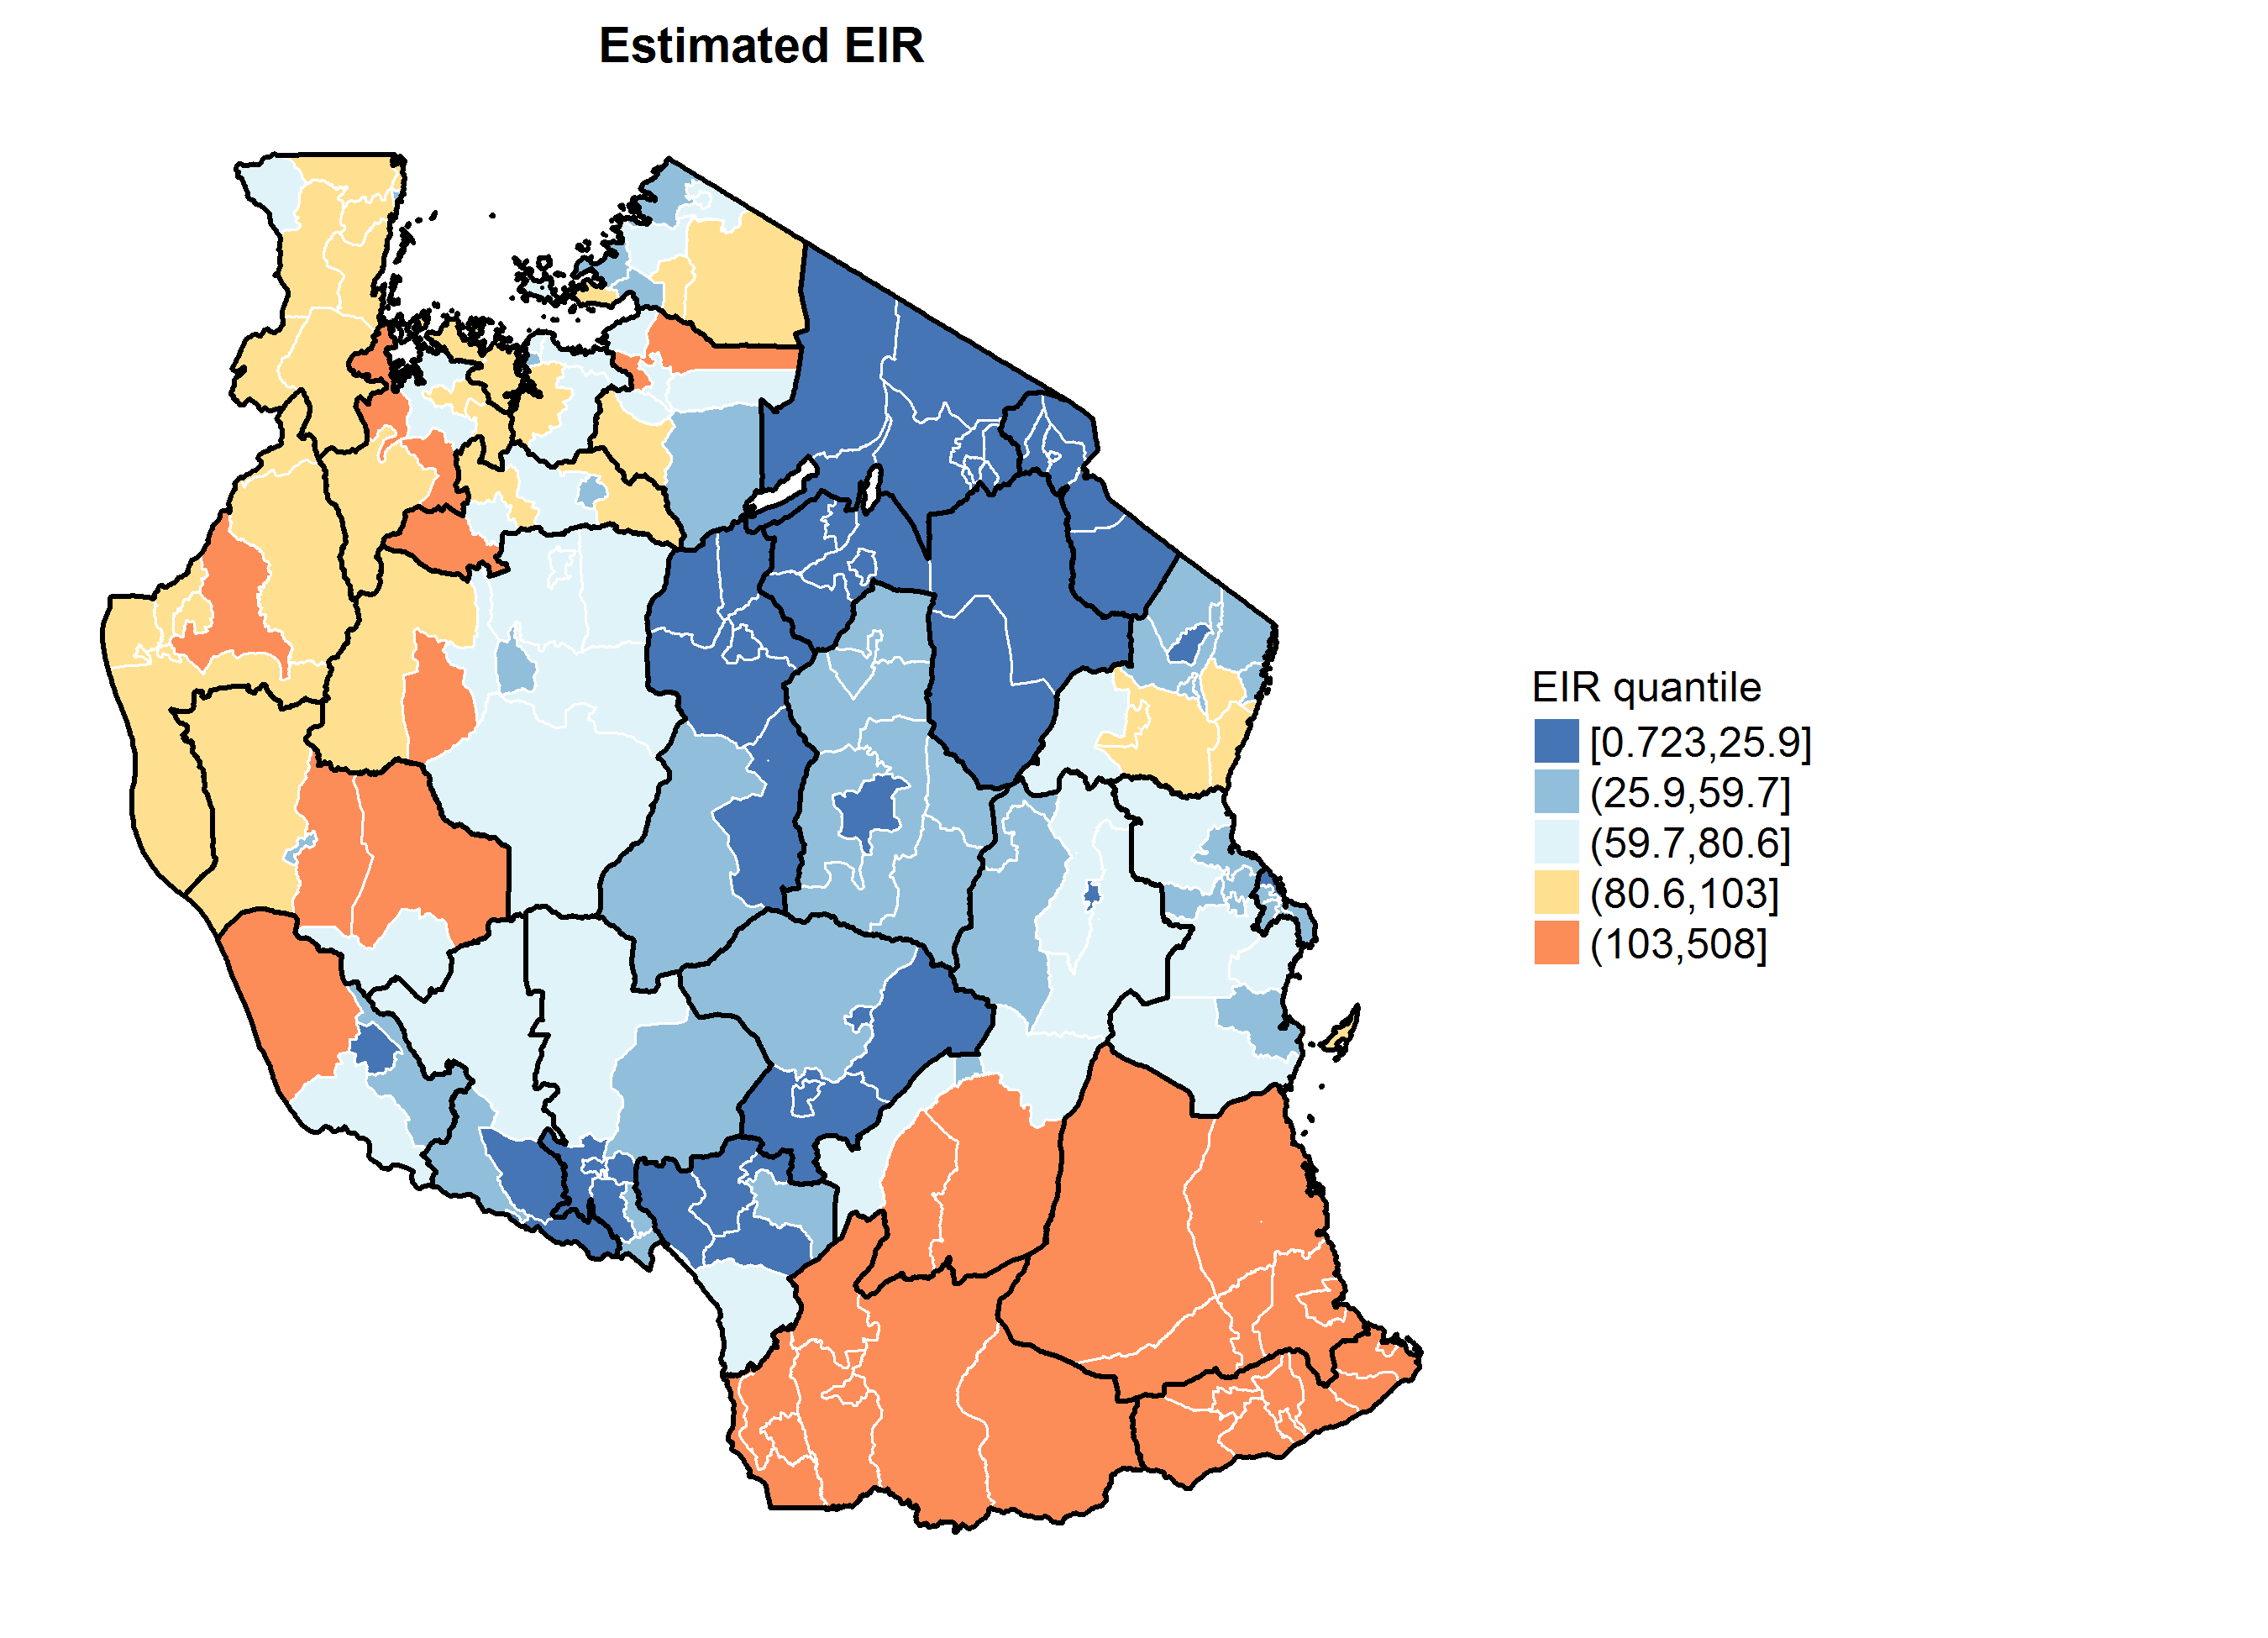 Estimated EIR
EIR quantile
[0.723,25.9]
(25.9,59.7]
(59.7,80.6]
(80.6,103]
(103,508]